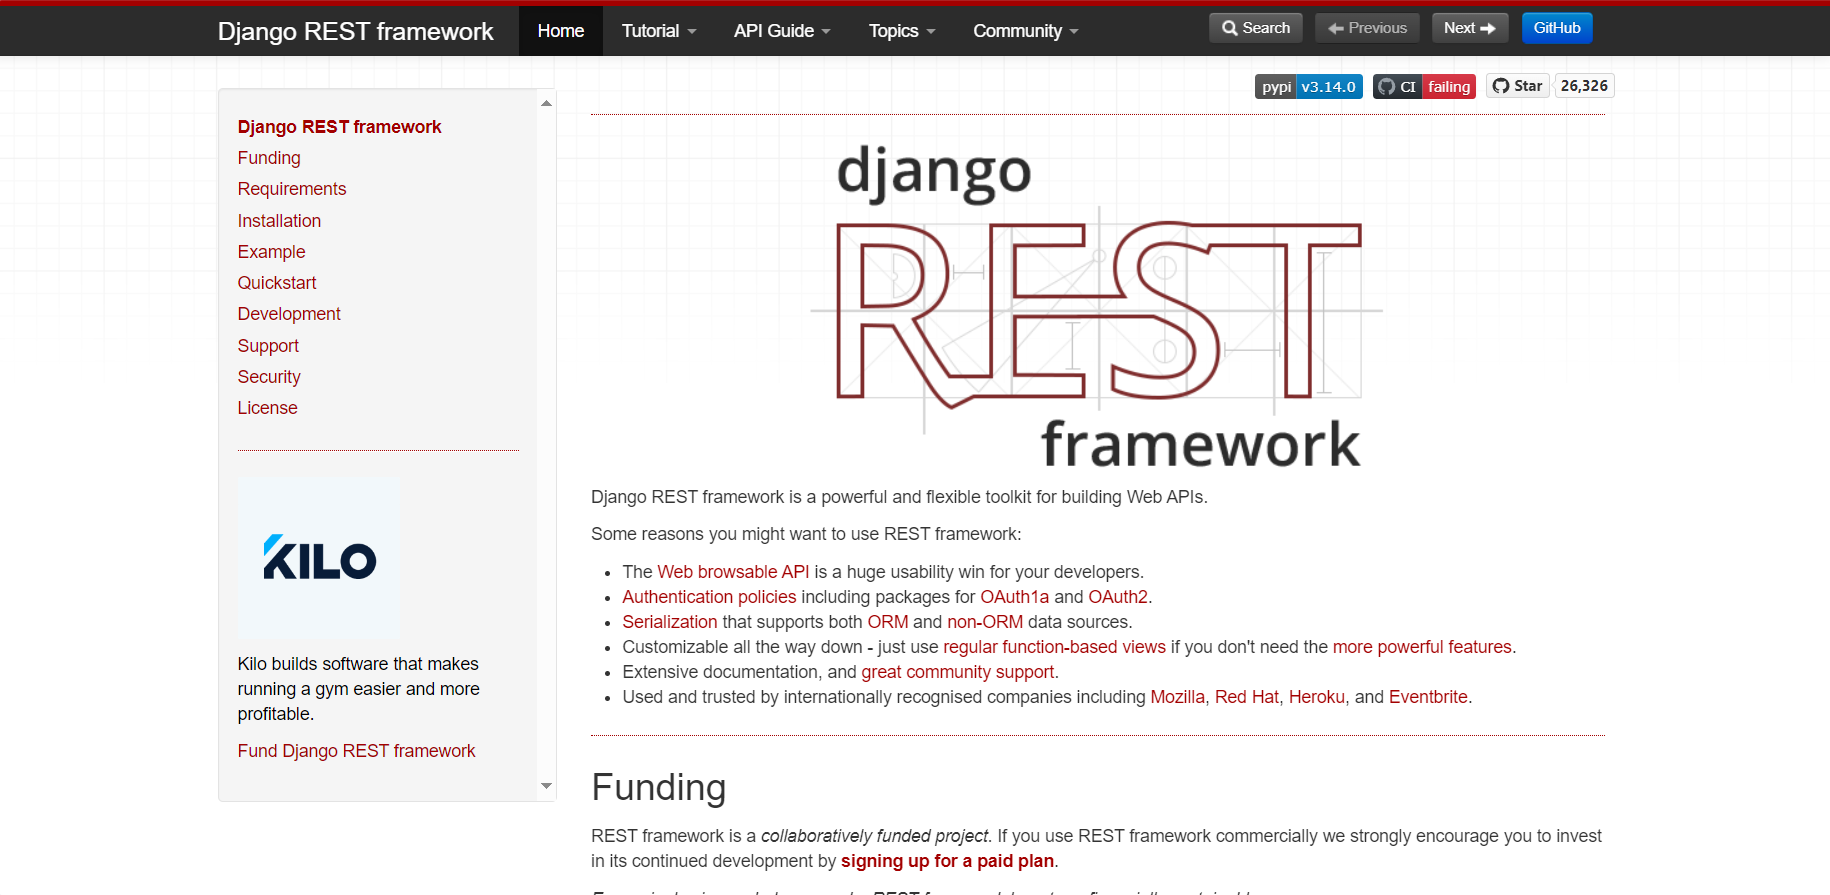 Django REST framework Home Tutorial API Guide Topics Community Search Previous Next GitHub
pypi v3.14.0 CI failing Star 26,326
Django REST framework
Funding
Requirements
Installation
Example
Quickstart
Development
Support
Security
License
KILO
Kilo builds software that makes
running a gym easier and more
profitable.
Fund Django REST framework
django
REST
framework
Django REST framework is a powerful and flexible toolkit for building Web APIs.
Some reasons you might want to use REST framework:
• The Web browsable API is a huge usability win for your developers.
• Authentication policies including packages for OAuth1a and OAuth2.
• Serialization that supports both ORM and non-ORM data sources.
• Customizable all the way down - just use regular function-based views if you don't need the more powerful features.
• Extensive documentation, and great community support.
• Used and trusted by internationally recognised companies including Mozilla, Red Hat, Heroku, and Eventbrite.
Funding
REST framework is a collaboratively funded project. If you use REST framework commercially we strongly encourage you to invest
in its continued development by signing up for a paid plan.